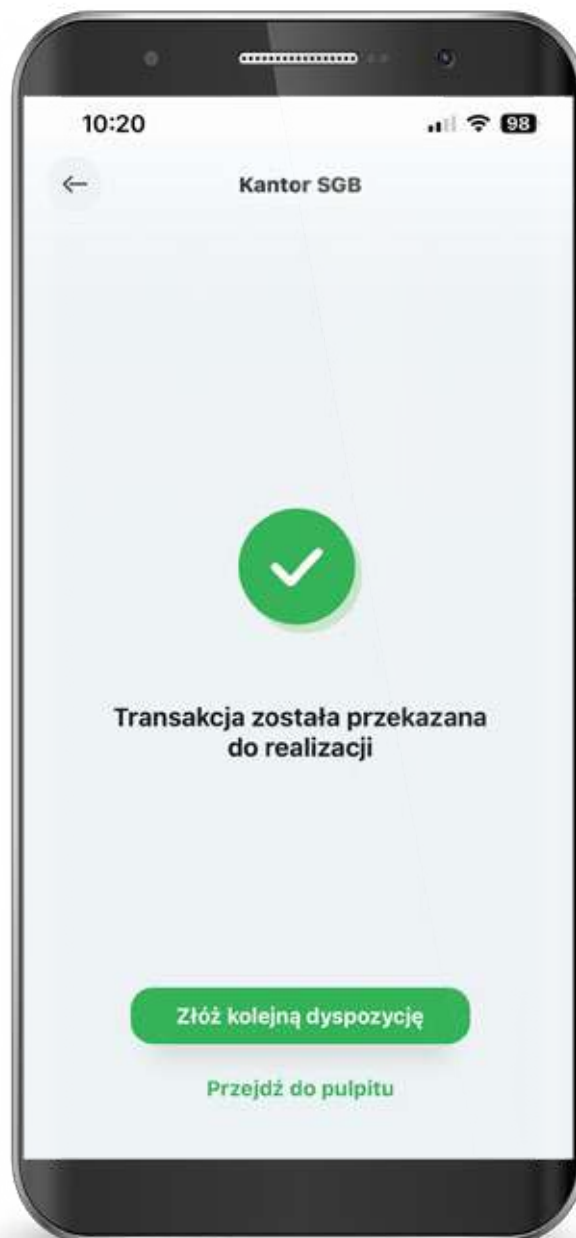 10:20
98
Kantor SGB
Transakcja została przekazana
do realizacji
Złóż kolejną dyspozycję
Przejdź do pulpitu